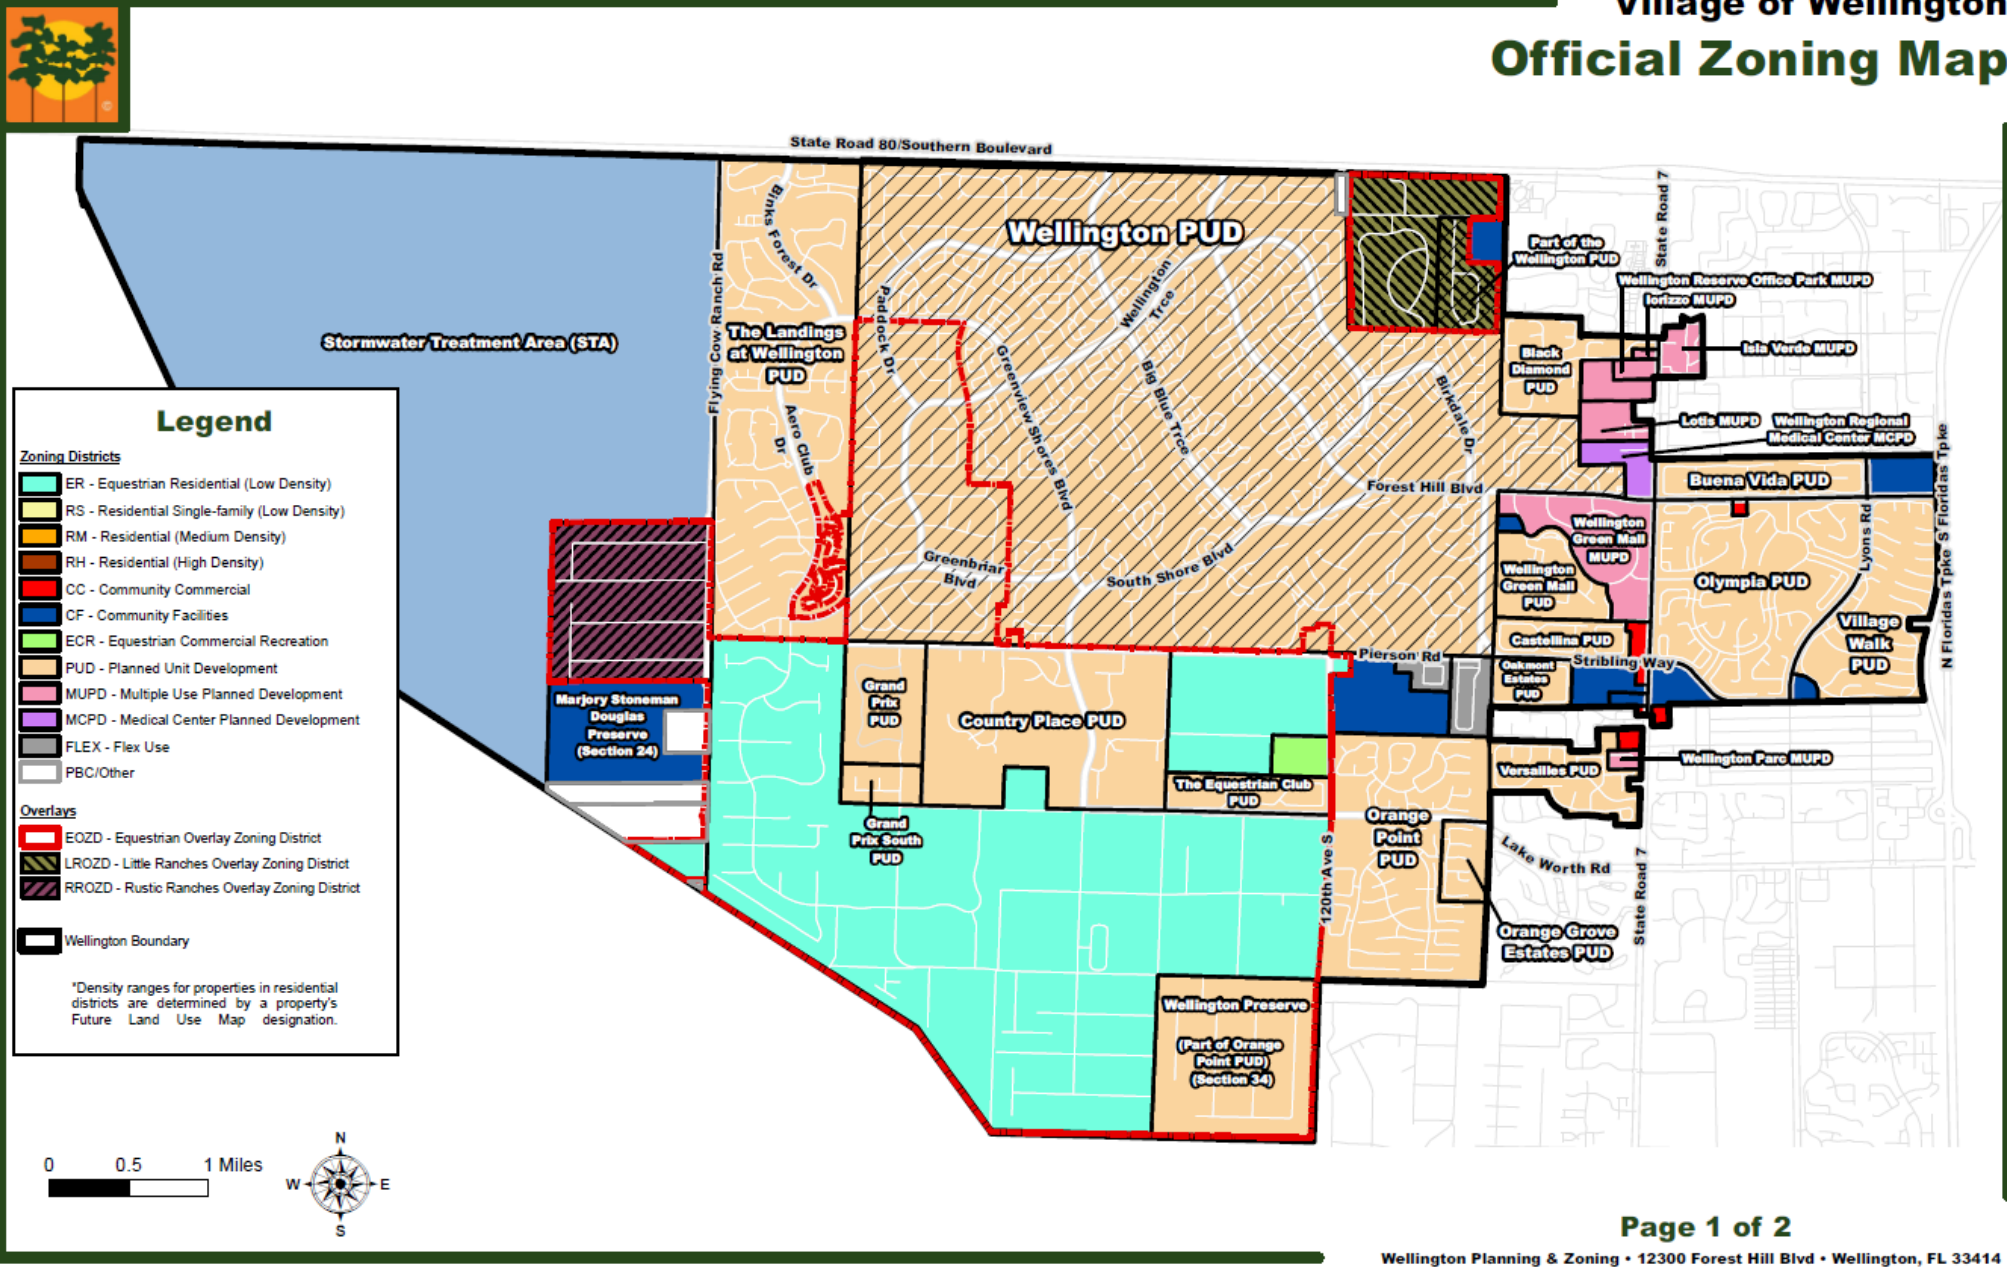 Village of Wellington
Official Zoning Map
©
State Road 80/Southern Boulevard
State Road 7
Binks Forest Dr
Wellington PUD
Part of the
Wellington PUD
Wellington Reserve Office Park MUPD
Iorizzo MUPD
Flying Cow Ranch Rd
Paddock Dr
Wellington
Trce
Stormwater Treatment Area (STA)
The Landings
at Wellington
PUD
Black
Diamond
PUD
Isla Verde MUPD
Greenview Shores Blvd
Big Blue Trce
Birkdale Dr
Aero Club
Dr
Lotis MUPD
Wellington Regional
Medical Center MCPD
N Floridas Tpke S Floridas Tpke
Forest Hill Blvd
Buena Vida PUD
Lyons Rd
Wellington
Green Mall
MUPD
Wellington
Green Mall
PUD
Olympia PUD
Greenbriar
Blvd
South Shore Blvd
Village
Walk
PUD
Castellina PUD
Pierson Rd
Stribling Way
Oakmont
Estates
PUD
Marjory Stoneman
Douglas
Preserve
(Section 24)
Grand
Prix
PUD
Country Place PUD
Wellington Parc MUPD
Versailles PUD
The Equestrian Club
PUD
Grand
Prix South
PUD
Orange
Point
PUD
120th Ave S
Lake Worth Rd
State Road 7
Orange Grove
Estates PUD
Wellington Preserve
(Part of Orange
Point PUD)
(Section 34)
Legend
Zoning Districts
ER - Equestrian Residential (Low Density)
RS - Residential Single-family (Low Density)
RM - Residential (Medium Density)
RH - Residential (High Density)
CC - Community Commercial
CF - Community Facilities
ECR - Equestrian Commercial Recreation
PUD - Planned Unit Development
MUPD - Multiple Use Planned Development
MCPD - Medical Center Planned Development
FLEX - Flex Use
PBC/Other
Overlays
EOZD - Equestrian Overlay Zoning District
LROZD - Little Ranches Overlay Zoning District
RROZD - Rustic Ranches Overlay Zoning District
Wellington Boundary
*Density ranges for properties in residential
districts are determined by a property's
Future Land Use Map designation.
0 0.5 1 Miles
N
W E
S
Page 1 of 2
Wellington Planning & Zoning • 12300 Forest Hill Blvd • Wellington, FL 33414